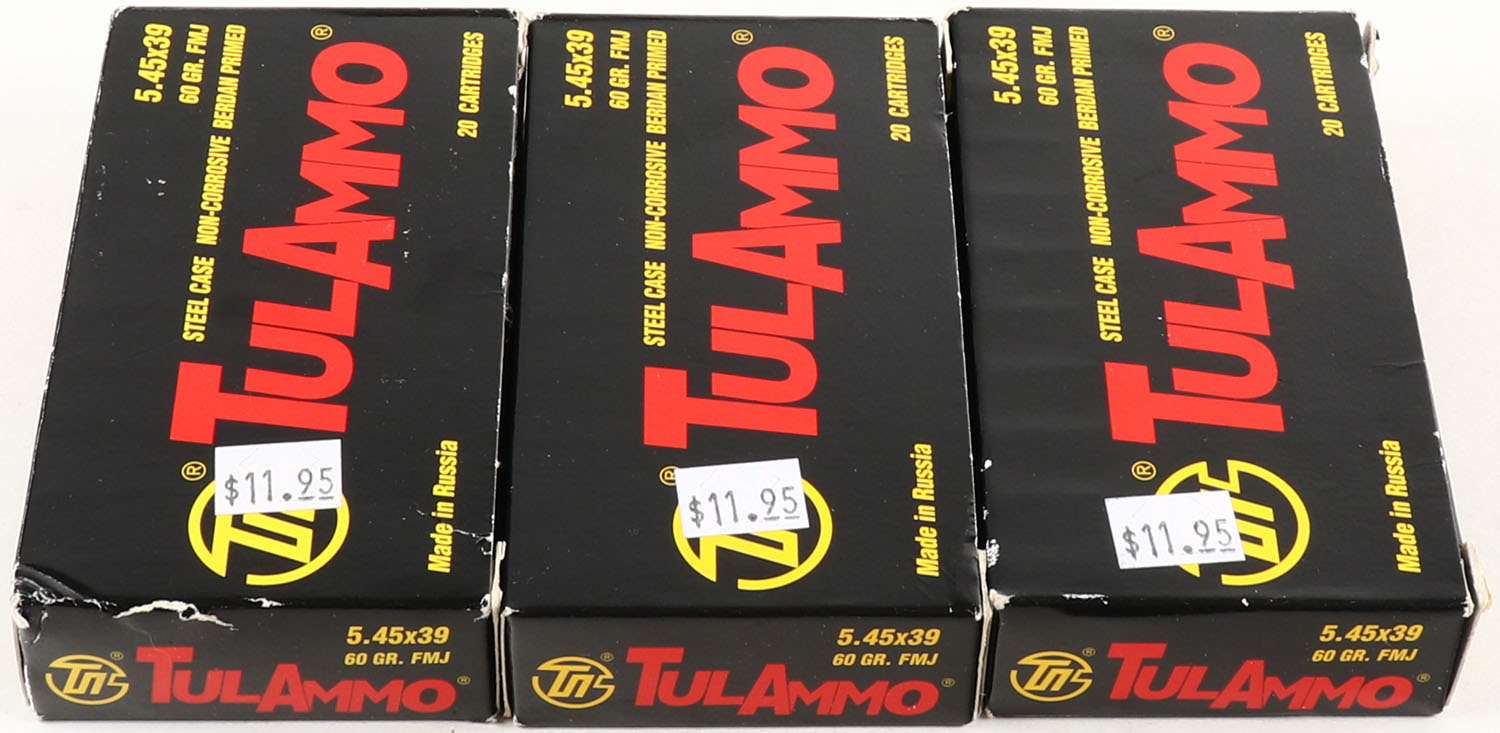 5.45x39
60 GR. FMJ
STEEL CASE NON-CORROSIVE BERDAN PRIMED
TULAMMO®
20 CARTRIDGES
®
$11.95
Made in Russia
5.45x39
60 GR. FMJ
®
TULAMMO®
5.45x39
60 GR. FMJ
STEEL CASE NON-CORROSIVE BERDAN PRIMED
TULAMMO®
20 CARTRIDGES
®
$11.95
Made in Russia
5.45x39
60 GR. FMJ
®
TULAMMO®
5.45x39
60 GR. FMJ
STEEL CASE NON-CORROSIVE BERDAN PRIMED
TULAMMO®
20 CARTRIDGES
®
$11.95
Made in Russia
5.45x39
60 GR. FMJ
®
TULAMMO®